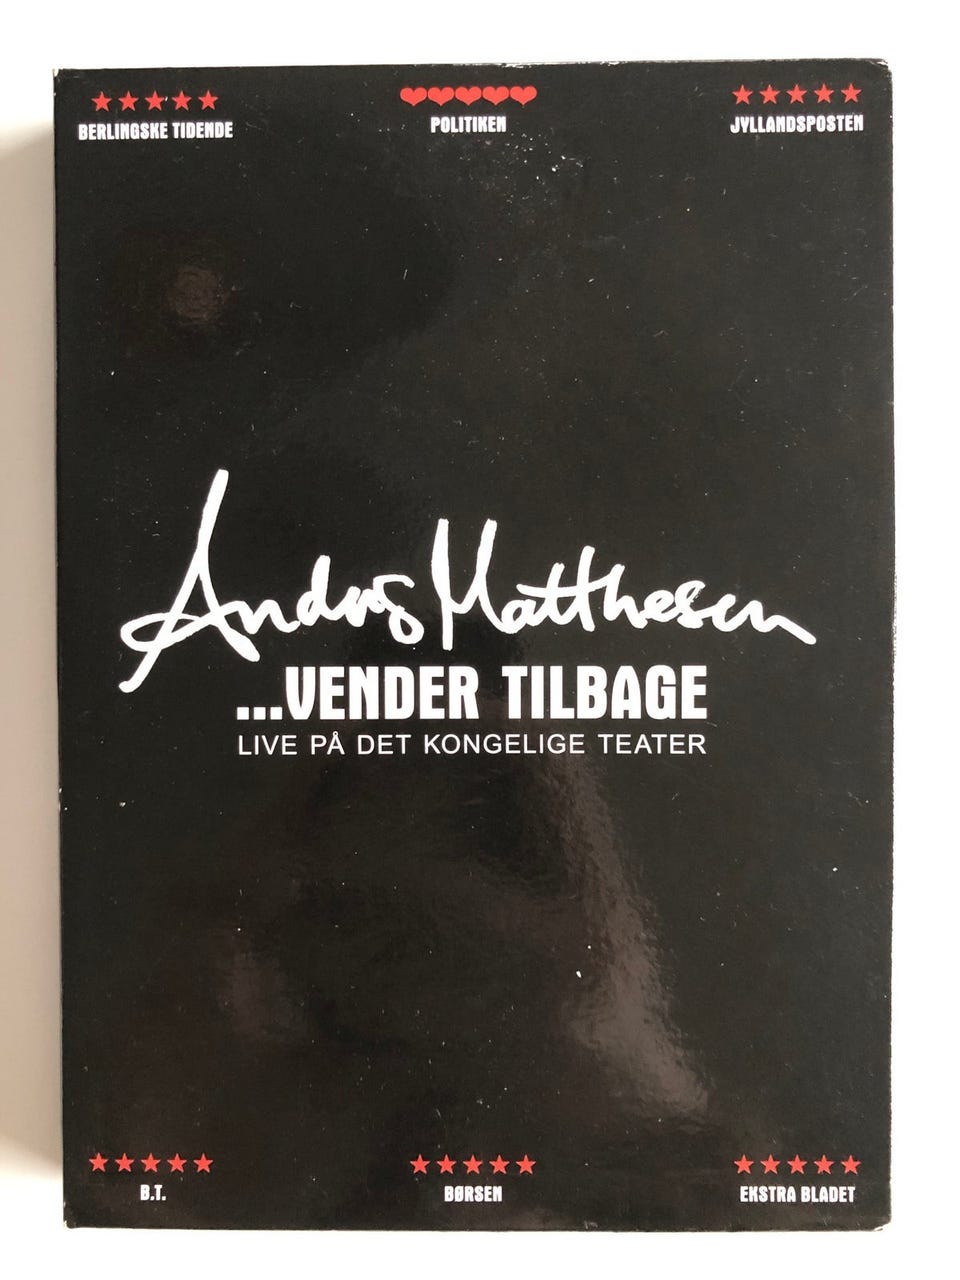 BERLINGSKE TIDENDE
POLITIKEN
JYLLANDSPOSTEN
Anders Matthesen
...VENDER TILBAGE
LIVE PÅ DET KONGELIGE TEATER
B.T.
BØRSEN
EKSTRA BLADET